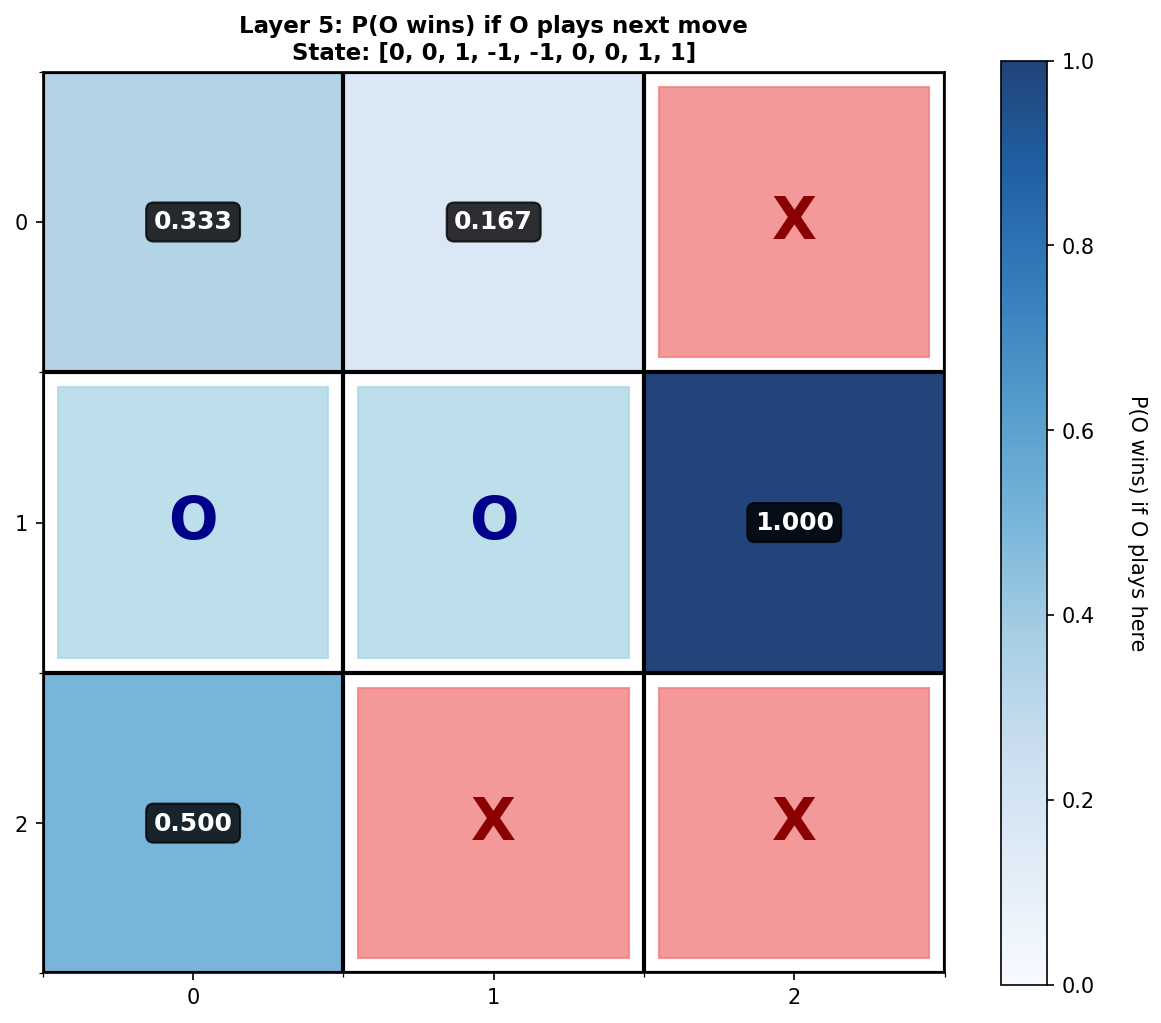 Layer 5: P(O wins) if O plays next move
State: [0, 0, 1, -1, -1, 0, 0, 1, 1]
0
0.333
0.167
X
1
O
O
1.000
2
0.500
X
X
0
1
2
1.0
0.8
0.6
0.4
0.2
0.0
P(O wins) if O plays here